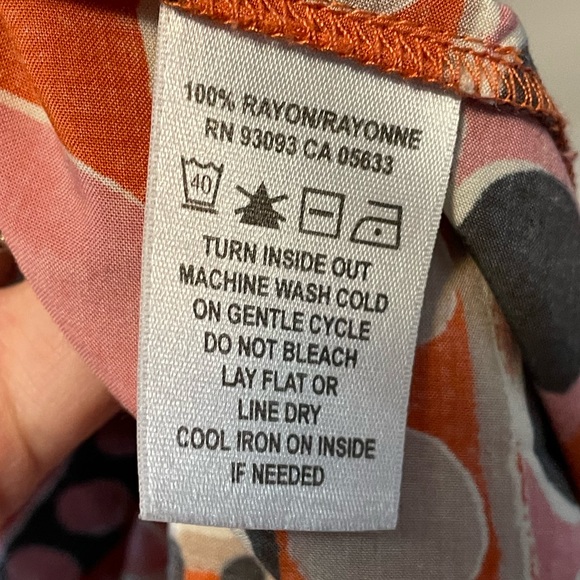 100% RAYON/RAYONNE
RN 93093 CA 05633
40
TURN INSIDE OUT
MACHINE WASH COLD
ON GENTLE CYCLE
DO NOT BLEACH
LAY FLAT OR
LINE DRY
COOL IRON ON INSIDE
IF NEEDED